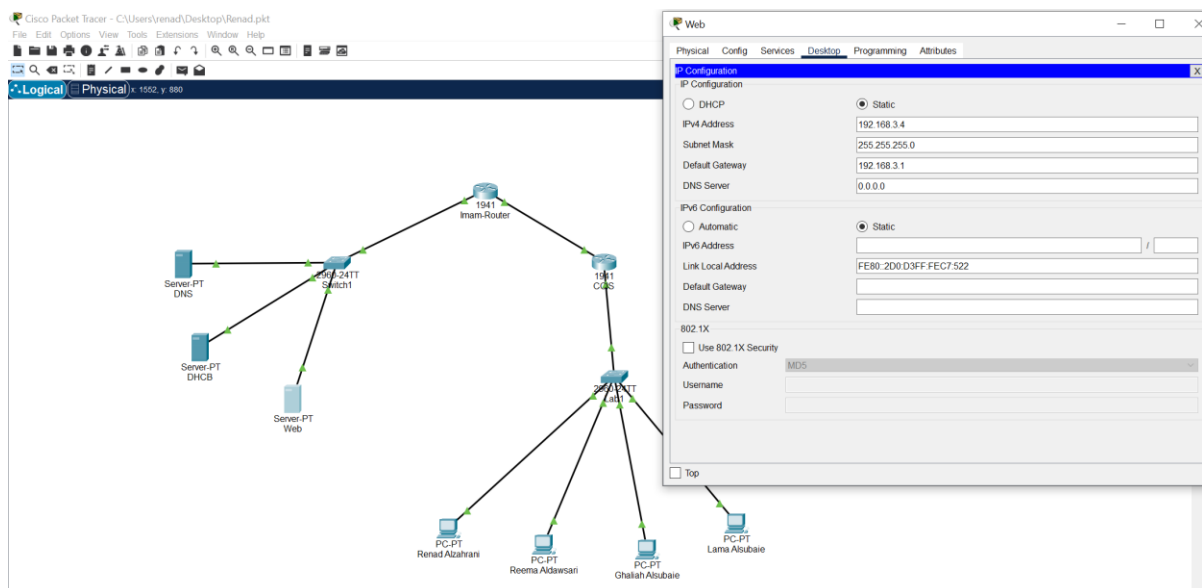 Cisco Packet Tracer - C:\Users\renad\Desktop\Renad.pkt
File Edit Options View Tools Extensions Window Help
Logical Physical x: 1552, y: 880
1941
Imam-Router
Server-PT
DNS
2960-24TT
Switch1
1941
CCIS
Server-PT
DHCB
Server-PT
Web
2960-24TT
Lab1
PC-PT
Renad Alzahrani
PC-PT
Reema Aldawsari
PC-PT
Ghaliah Alsubaie
PC-PT
Lama Alsubaie
Web
Physical Config Services Desktop Programming Attributes
IP Configuration X
IP Configuration
DHCP Static
IPv4 Address 192.168.3.4
Subnet Mask 255.255.255.0
Default Gateway 192.168.3.1
DNS Server 0.0.0.0
IPv6 Configuration
Automatic Static
IPv6 Address /
Link Local Address FE80::2D0:D3FF:FEC7:522
Default Gateway
DNS Server
802.1X
Use 802.1X Security
Authentication MD5
Username
Password
Top